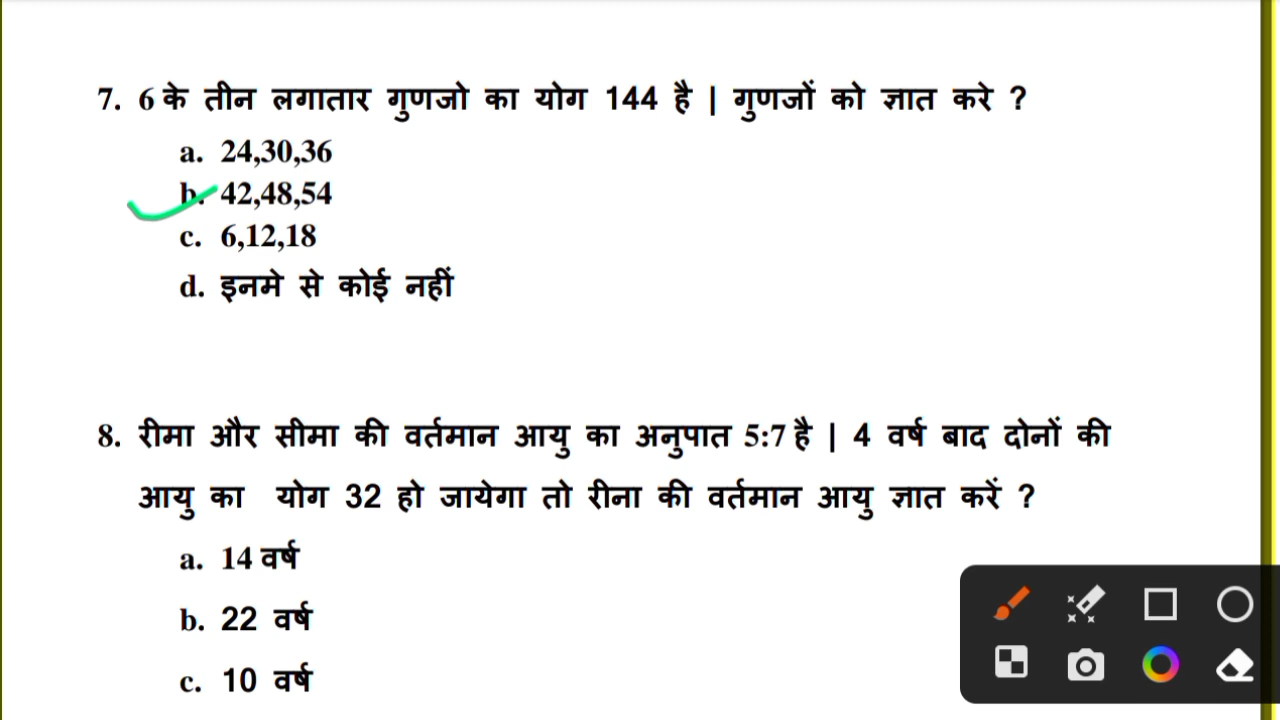 7. 6 के तीन लगातार गुणजो का योग 144 है | गुणजों को ज्ञात करे ?
a. 24,30,36
b. 42,48,54
c. 6,12,18
d. इनमे से कोई नहीं
8. रीमा और सीमा की वर्तमान आयु का अनुपात 5:7 है | 4 वर्ष बाद दोनों की
आयु का योग 32 हो जायेगा तो रीना की वर्तमान आयु ज्ञात करें ?
a. 14 वर्ष
b. 22 वर्ष
c. 10 वर्ष